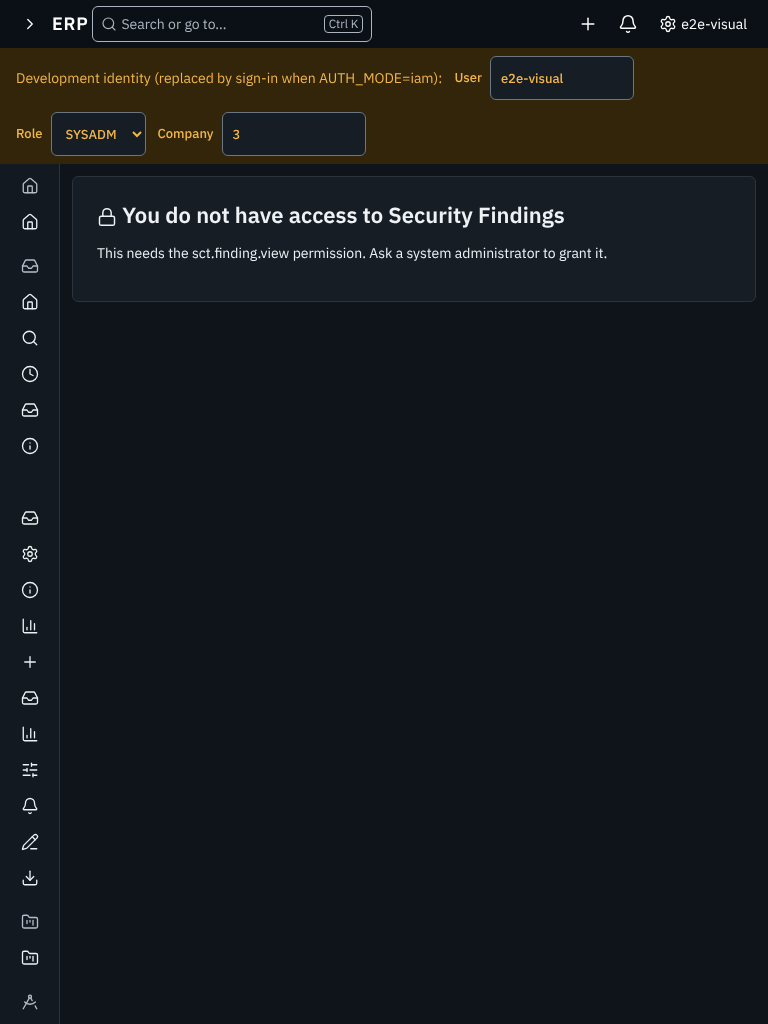 ERP
Search or go to...
Ctrl K
e2e-visual
Development identity (replaced by sign-in when AUTH_MODE=iam):
User
e2e-visual
Role
SYSADM
Company
3
You do not have access to Security Findings
This needs the sct.finding.view permission. Ask a system administrator to grant it.